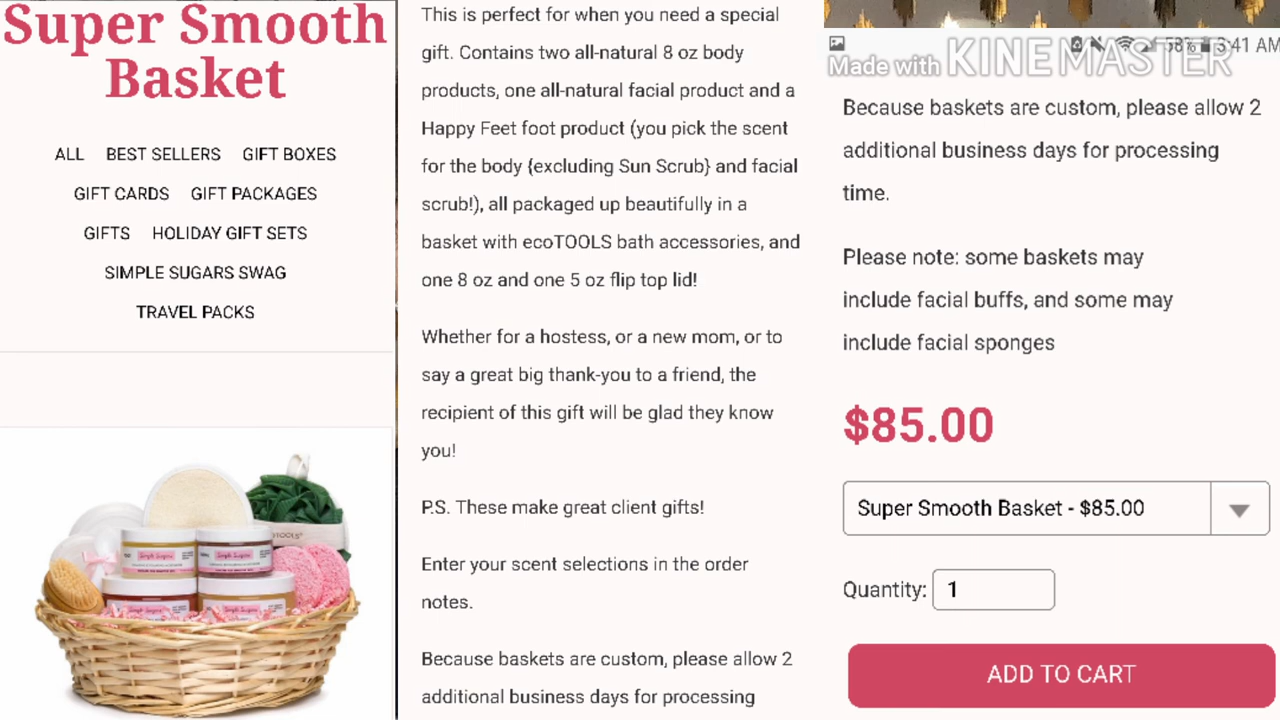 Super Smooth
Basket
ALL BEST SELLERS GIFT BOXES
GIFT CARDS GIFT PACKAGES
GIFTS HOLIDAY GIFT SETS
SIMPLE SUGARS SWAG
TRAVEL PACKS
This is perfect for when you need a special
gift. Contains two all-natural 8 oz body
products, one all-natural facial product and a
Happy Feet foot product (you pick the scent
for the body {excluding Sun Scrub} and facial
scrub!), all packaged up beautifully in a
basket with ecoTOOLS bath accessories, and
one 8 oz and one 5 oz flip top lid!
Whether for a hostess, or a new mom, or to
say a great big thank-you to a friend, the
recipient of this gift will be glad they know
you!
P.S. These make great client gifts!
Enter your scent selections in the order
notes.
Because baskets are custom, please allow 2
additional business days for processing
58% 3:41 AM
Made with KINEMASTER
Because baskets are custom, please allow 2
additional business days for processing
time.
Please note: some baskets may
include facial buffs, and some may
include facial sponges
$85.00
Super Smooth Basket - $85.00
Quantity: 1
ADD TO CART